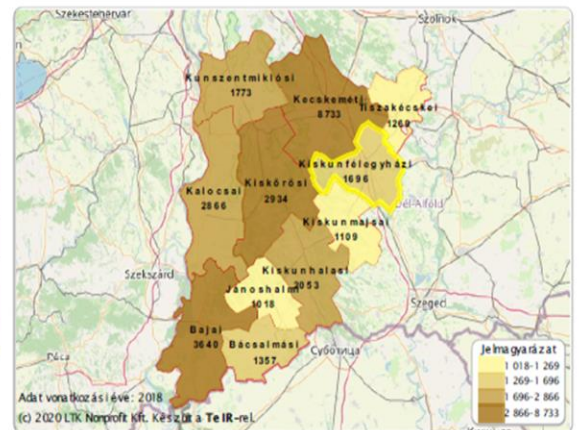 Székesfehérvár
Szolnok
Kunszentmiklósi
1773
Kecskeméti
8733
Tiszakécskei
1269
Kiskunfélegyházi
1696
Kalocsai
2866
Kiskőrösi
2934
Dél-Alföld
Kiskunmajsai
1109
Szekszárd
Kiskunhalasi
3053
Jánoshalmi
1018
Szeged
Bajai
3640
Bácsalmási
1357
Суботица
Jelmagyarázat
1 018-1 269
1 269-1 696
1 696-2 866
2 866-8 733
Adat vonatkozási éve: 2018
(c) 2020 LTK Nonprofit Kft. Készült a TeIR-rel.